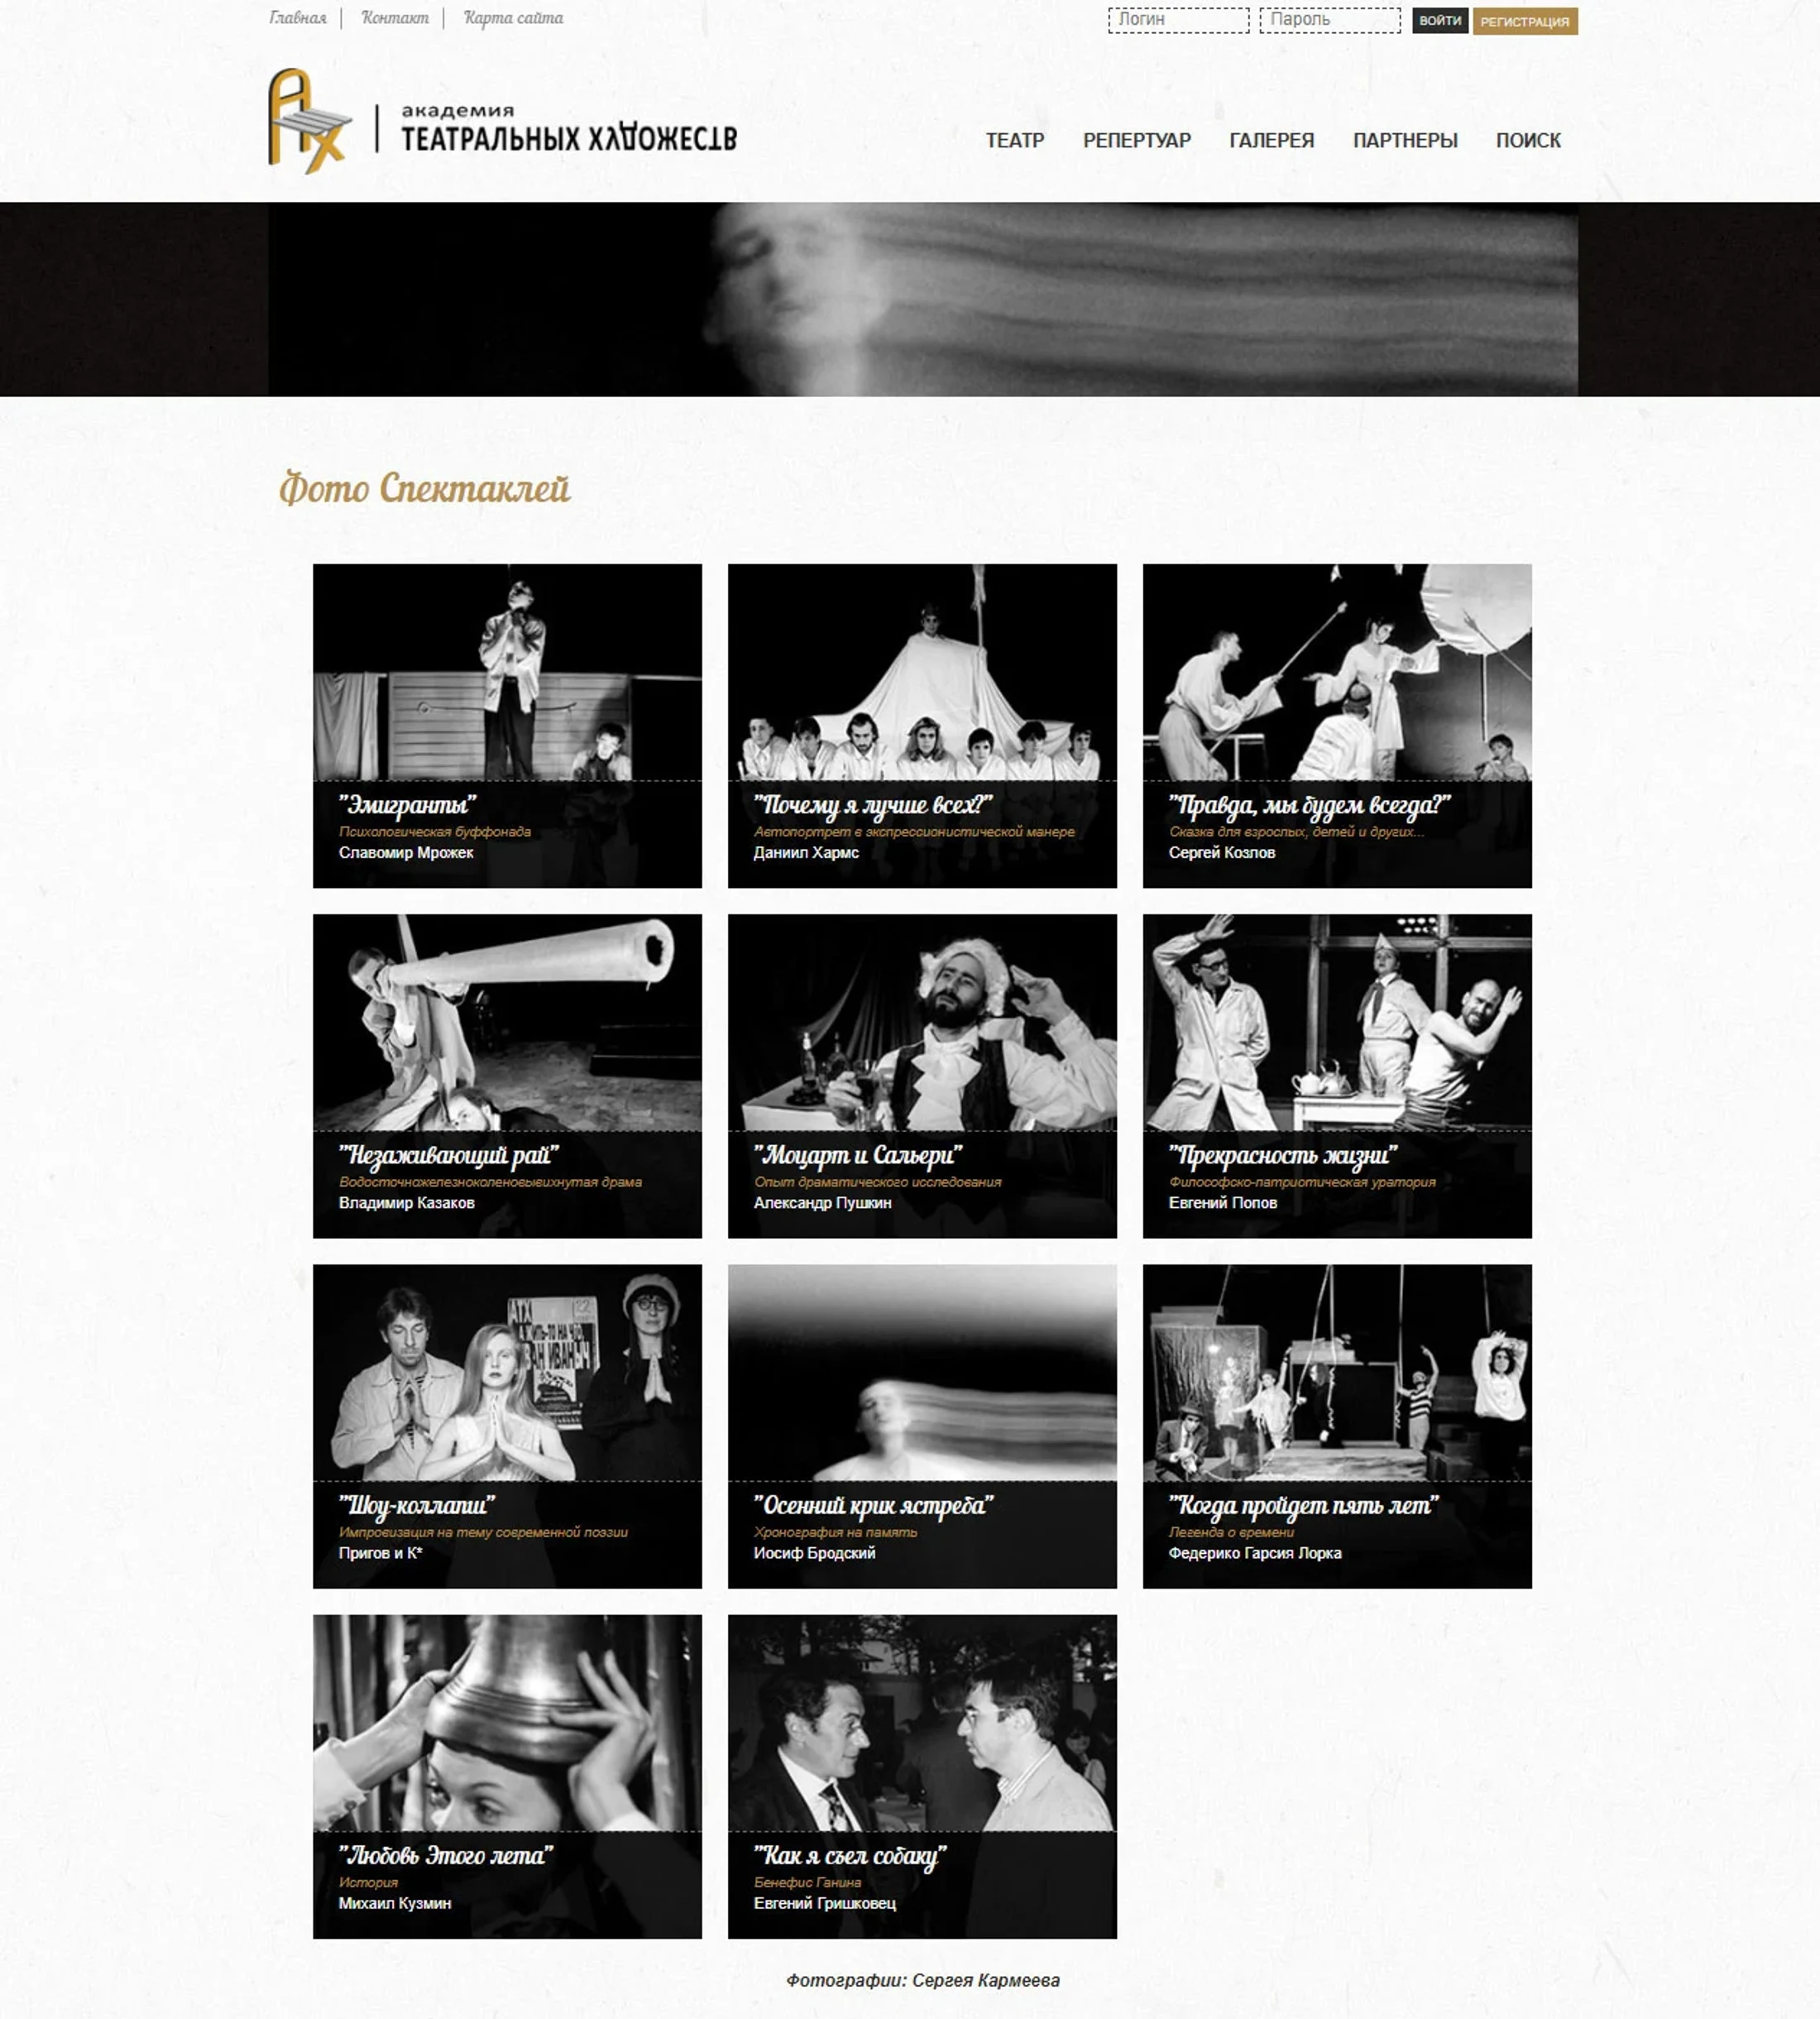 Главная
Контакт
Карта сайта
Логин
Пароль
ВОЙТИ
РЕГИСТРАЦИЯ
АХ
академия
ТЕАТРАЛЬНЫХ ХУДОЖЕСТВ
ТЕАТР
РЕПЕРТУАР
ГАЛЕРЕЯ
ПАРТНЕРЫ
ПОИСК
Фото Спектаклей
"Эмигранты"
Психологическая буффонада
Славомир Мрожек
"Почему я лучше всех?"
Автопортрет в экспрессионистической манере
Даниил Хармс
"Правда, мы будем всегда?"
Сказка для взрослых, детей и других...
Сергей Козлов
"Незаживающий рай"
Водосточножелезноколеновывихнутая драма
Владимир Казаков
"Моцарт и Сальери"
Опыт драматического исследования
Александр Пушкин
"Прекрасность жизни"
Философско-патриотическая уратория
Евгений Попов
АТХ
22
"Шоу-коллапш"
Импровизация на тему современной поэзии
Пригов и К*
"Осенний крик ястреба"
Хронография на память
Иосиф Бродский
"Когда пройдет пять лет"
Легенда о времени
Федерико Гарсия Лорка
"Любовь Этого лета"
История
Михаил Кузмин
"Как я съел собаку"
Бенефис Ганина
Евгений Гришковец
Фотографии: Сергея Кармеева